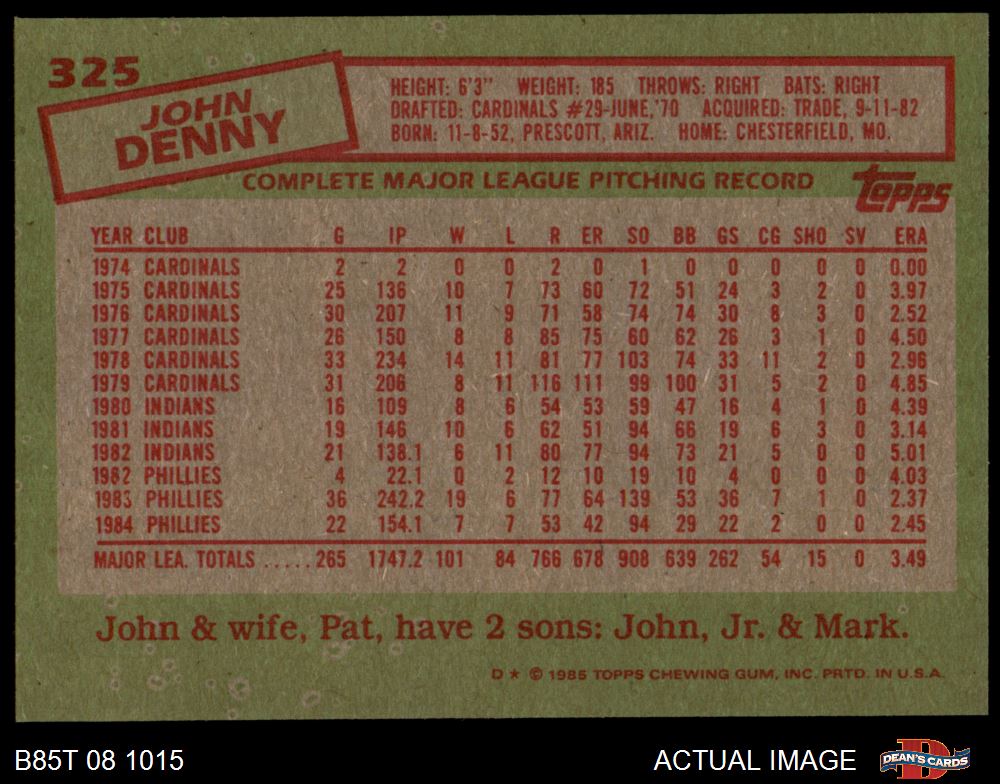 325
JOHN
DENNY
HEIGHT: 6'3" WEIGHT: 185 THROWS: RIGHT BATS: RIGHT
DRAFTED: CARDINALS #29-JUNE,'70 ACQUIRED: TRADE, 9-11-82
BORN: 11-8-52, PRESCOTT, ARIZ. HOME: CHESTERFIELD, MO.
COMPLETE MAJOR LEAGUE PITCHING RECORD
topps
YEAR CLUB G IP W L R ER SO BB GS CG SHO SV ERA
1974 CARDINALS 2 2 0 0 2 0 1 0 0 0 0 0 0.00
1975 CARDINALS 25 136 10 7 73 60 72 51 24 3 2 0 3.97
1976 CARDINALS 30 207 11 9 71 58 74 74 30 8 3 0 2.52
1977 CARDINALS 26 150 8 8 85 75 60 62 26 3 1 0 4.50
1978 CARDINALS 33 234 14 11 81 77 103 74 33 11 2 0 2.96
1979 CARDINALS 31 206 8 11 116 111 99 100 31 5 2 0 4.85
1980 INDIANS 16 109 8 6 54 53 59 47 16 4 1 0 4.39
1981 INDIANS 19 146 10 6 62 51 94 66 19 6 3 0 3.14
1982 INDIANS 21 138.1 6 11 80 77 94 73 21 5 0 0 5.01
1982 PHILLIES 4 22.1 0 2 12 10 19 10 4 0 0 0 4.03
1983 PHILLIES 36 242.2 19 6 77 64 139 53 36 7 1 0 2.37
1984 PHILLIES 22 154.1 7 7 53 42 94 29 22 2 0 0 2.45
MAJOR LEA. TOTALS ..... 265 1747.2 101 84 766 678 908 639 262 54 15 0 3.49
John & wife, Pat, have 2 sons: John, Jr. & Mark.
D ★ © 1985 TOPPS CHEWING GUM, INC. PRTD. IN U.S.A.
B85T 08 1015
ACTUAL IMAGE
DEAN'S CARDS